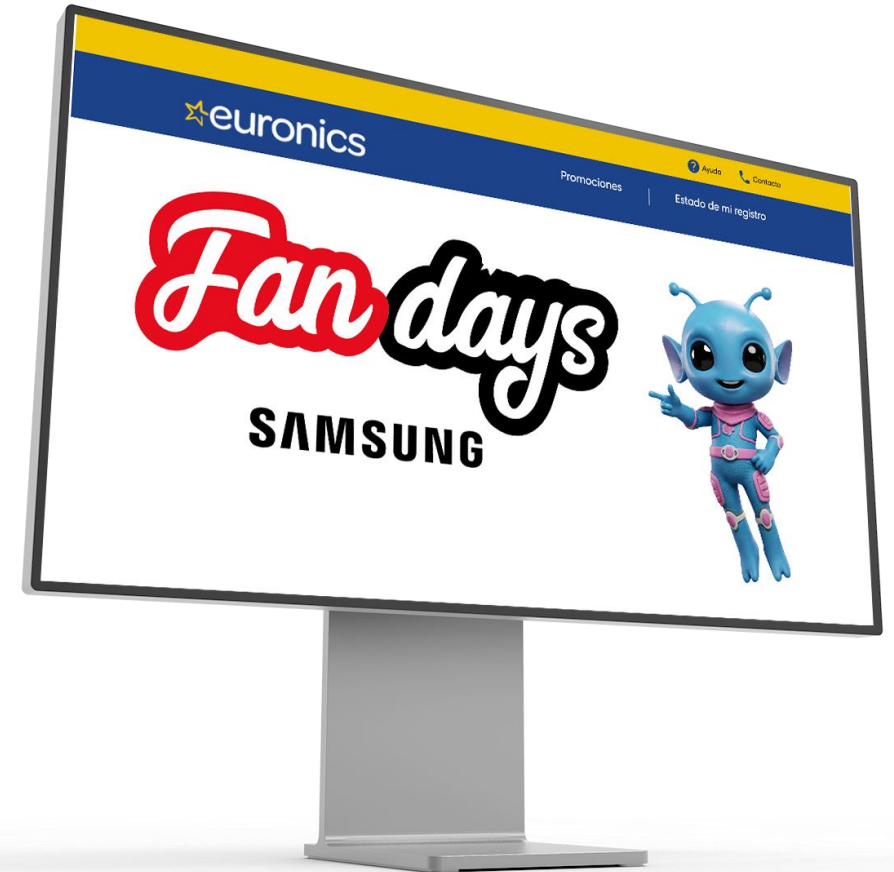 euronics
Ayuda
Contacto
Promociones
Estado de mi registro
Fan days
SAMSUNG